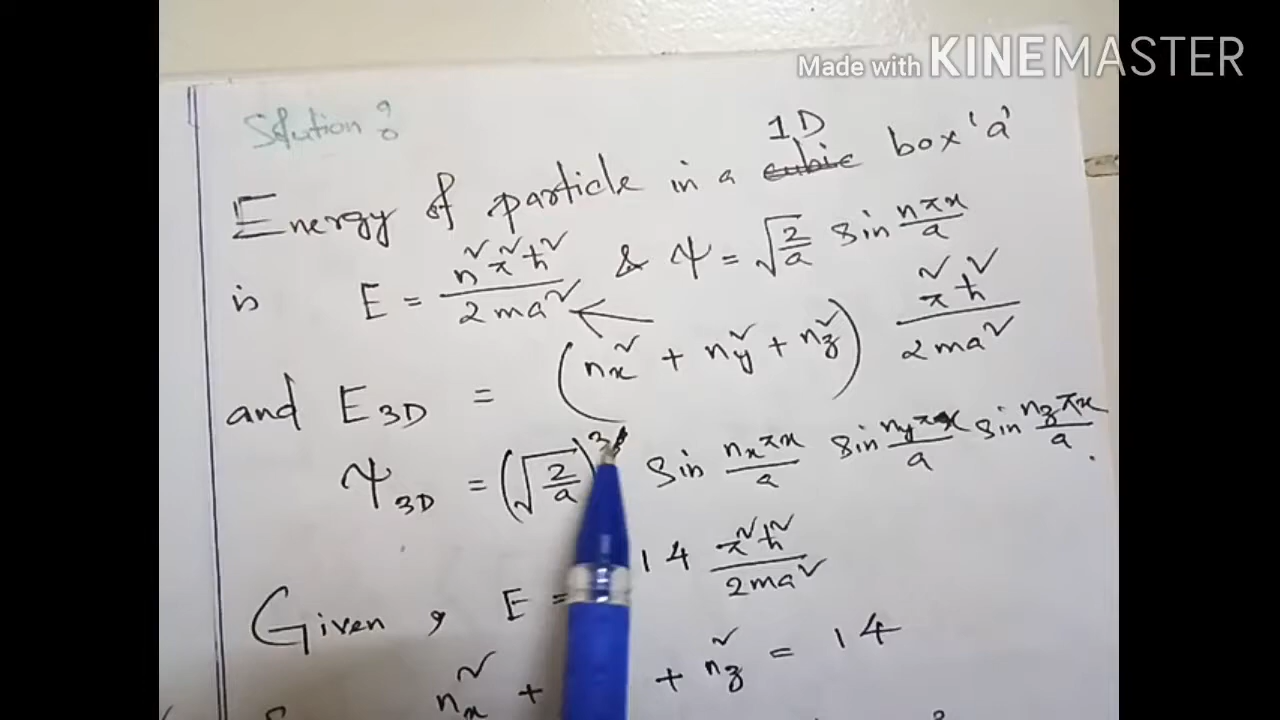 Made with KINEMASTER
Solution :
1D
Energy of particle in a cubic box 'a'
is E = n²π²ħ² / 2ma² & ψ = √(2/a) Sin nπx/a
and E3D = (nx² + ny² + nz²) π²ħ² / 2ma²
ψ3D = (√(2/a))³ Sin nxπx/a Sin nyπx/a Sin nzπx/a .
Given, E = 14 π²ħ² / 2ma²
nx² + + nz² = 14